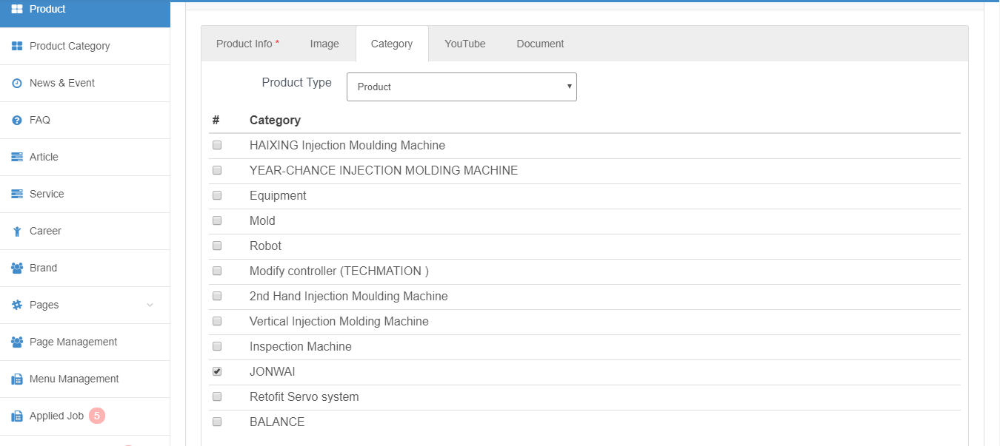 Product
Product Category
News & Event
FAQ
Article
Service
Career
Brand
Pages
Page Management
Menu Management
Applied Job 5
Product Info * Image Category YouTube Document
Product Type Product
# Category
HAIXING Injection Moulding Machine
YEAR-CHANCE INJECTION MOLDING MACHINE
Equipment
Mold
Robot
Modify controller (TECHMATION )
2nd Hand Injection Moulding Machine
Vertical Injection Molding Machine
Inspection Machine
JONWAI
Retofit Servo system
BALANCE